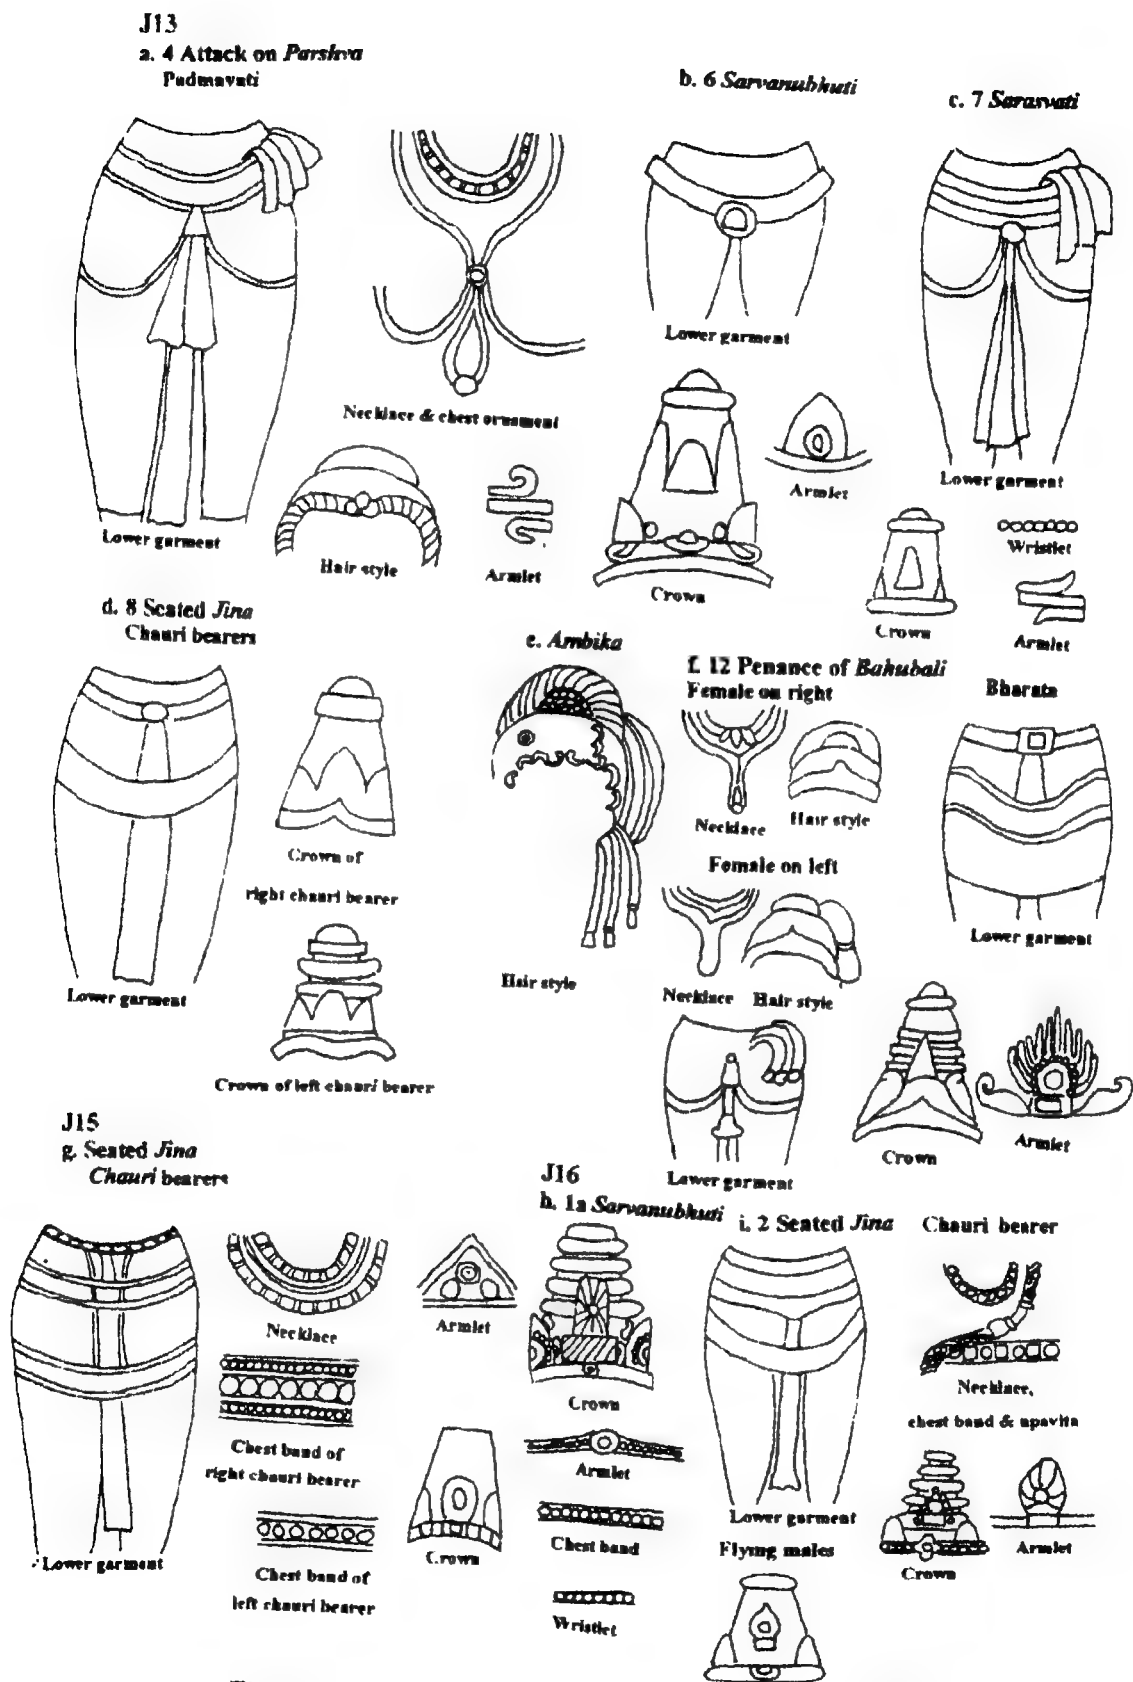 J13
a. 4 Attack on Parshva
Padmavati
b. 6 Sarvanubhuti
c. 7 Sarasvati
Lower garment
Necklace & chest ornament
Hair style
Armlet
Lower garment
Crown
Armlet
Lower garment
Crown
Wristlet
Armlet
d. 8 Seated Jina
Chauri bearers
Lower garment
Crown of
right chauri bearer
Crown of left chauri bearer
e. Ambika
Hair style
f. 12 Penance of Bahubali
Female on right
Necklace
Hair style
Female on left
Necklace
Hair style
Lower garment
Bharata
Lower garment
Crown
Armlet
J15
g. Seated Jina
Chauri bearers
Lower garment
Necklace
Armlet
Chest band of
right chauri bearer
Chest band of
left chauri bearer
Crown
J16
h. 1a Sarvanubhuti
Crown
Armlet
Chest band
Wristlet
i. 2 Seated Jina
Chauri bearer
Lower garment
Necklace,
chest band & upavita
Crown
Armlet
Flying males